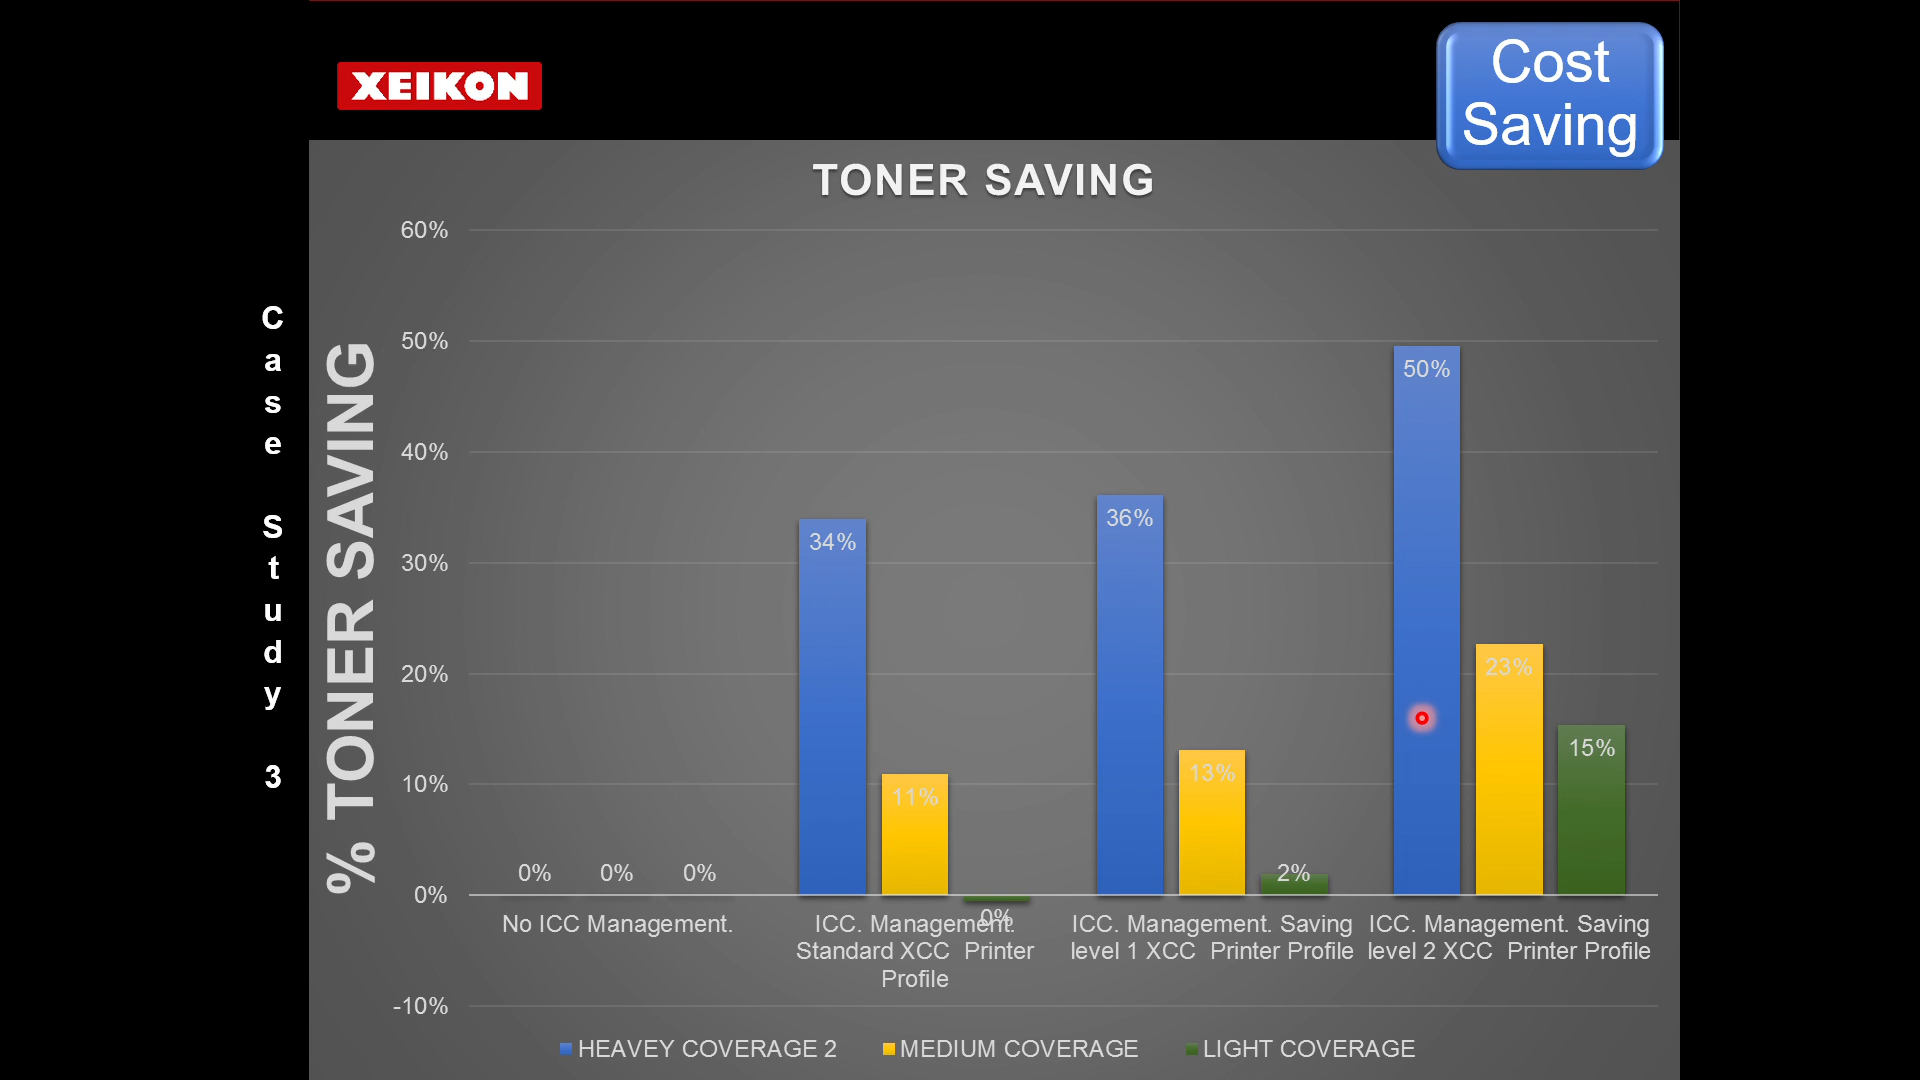 XEIKON
Cost
Saving
Case Study 3
TONER SAVING
% TONER SAVING
60%
50%
40%
30%
20%
10%
0%
-10%
0% 0% 0%
34% 11% 0%
36% 13% 2%
50% 23% 15%
No ICC Management.
ICC. Management.
Standard XCC Printer
Profile
ICC. Management. Saving
level 1 XCC Printer Profile
ICC. Management. Saving
level 2 XCC Printer Profile
HEAVEY COVERAGE 2 MEDIUM COVERAGE LIGHT COVERAGE